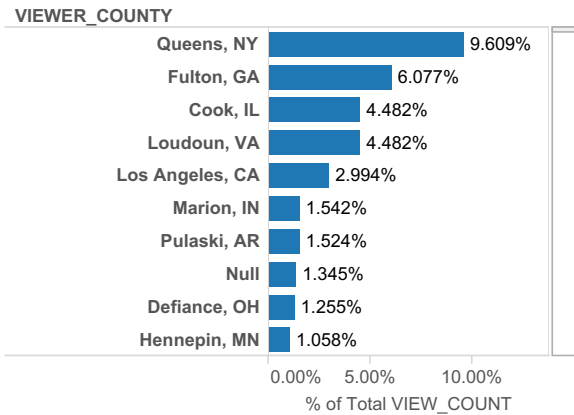 VIEWER_COUNTY
Queens, NY 9.609%
Fulton, GA 6.077%
Cook, IL 4.482%
Loudoun, VA 4.482%
Los Angeles, CA 2.994%
Marion, IN 1.542%
Pulaski, AR 1.524%
Null 1.345%
Defiance, OH 1.255%
Hennepin, MN 1.058%
0.00% 5.00% 10.00%
% of Total VIEW_COUNT